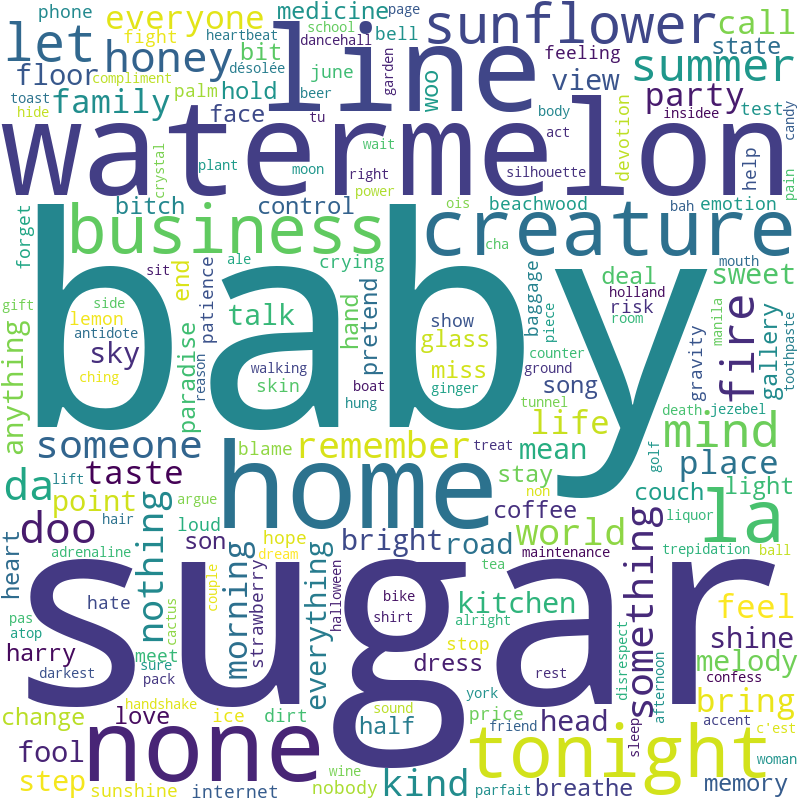 phone
everyone
medicine
school
page
sunflower
call
let
honey
fight
heartbeat
dancehall
bell
line
feeling
state
floor
compliment
désolée
bit
june
garden
woo
view
summer
toast
family
palm
hold
beer
party
test
hide
face
tu
body
insidee
candy
watermelon
act
devotion
wait
crystal
plant
moon
right
silhouette
help
pain
power
forget
bitch
control
ois
beachwood
bah
emotion
business
creature
cha
baby
sit
ale
crying
end
patience
hand
pretend
baggage
piece
deal
holland
mouth
sweet
gift
side
risk
room
manila
fire
gallery
toothpaste
anything
lemon
antidote
talk
show
glass
song
gravity
sky
paradise
reason
walking
boat
miss
counter
ground
ching
skin
hung
ginger
tunnel
life
death
jezebel
someone
blame
remember
treat
mean
golf
mind
da
taste
home
stay
non
place
lift
argue
couch
light
point
coffee
liquor
la
doo
nothing
hair
loud
hope
bright
road
world
heart
adrenaline
son
dream
maintenance
trepidation
ball
morning
strawberry
everything
halloween
tea
sugar
hate
cactus
couple
bike
shirt
alright
kitchen
something
feel
pas
atop
harry
meet
sure
stop
disrespect
afternoon
shine
darkest
pack
dress
rest
melody
confess
change
handshake
love
ice
dirt
sound
half
york
price
friend
head
sleep
bring
accent
c'est
fool
none
tonight
woman
step
sunshine
internet
wine
nobody
kind
parfait
breathe
memory